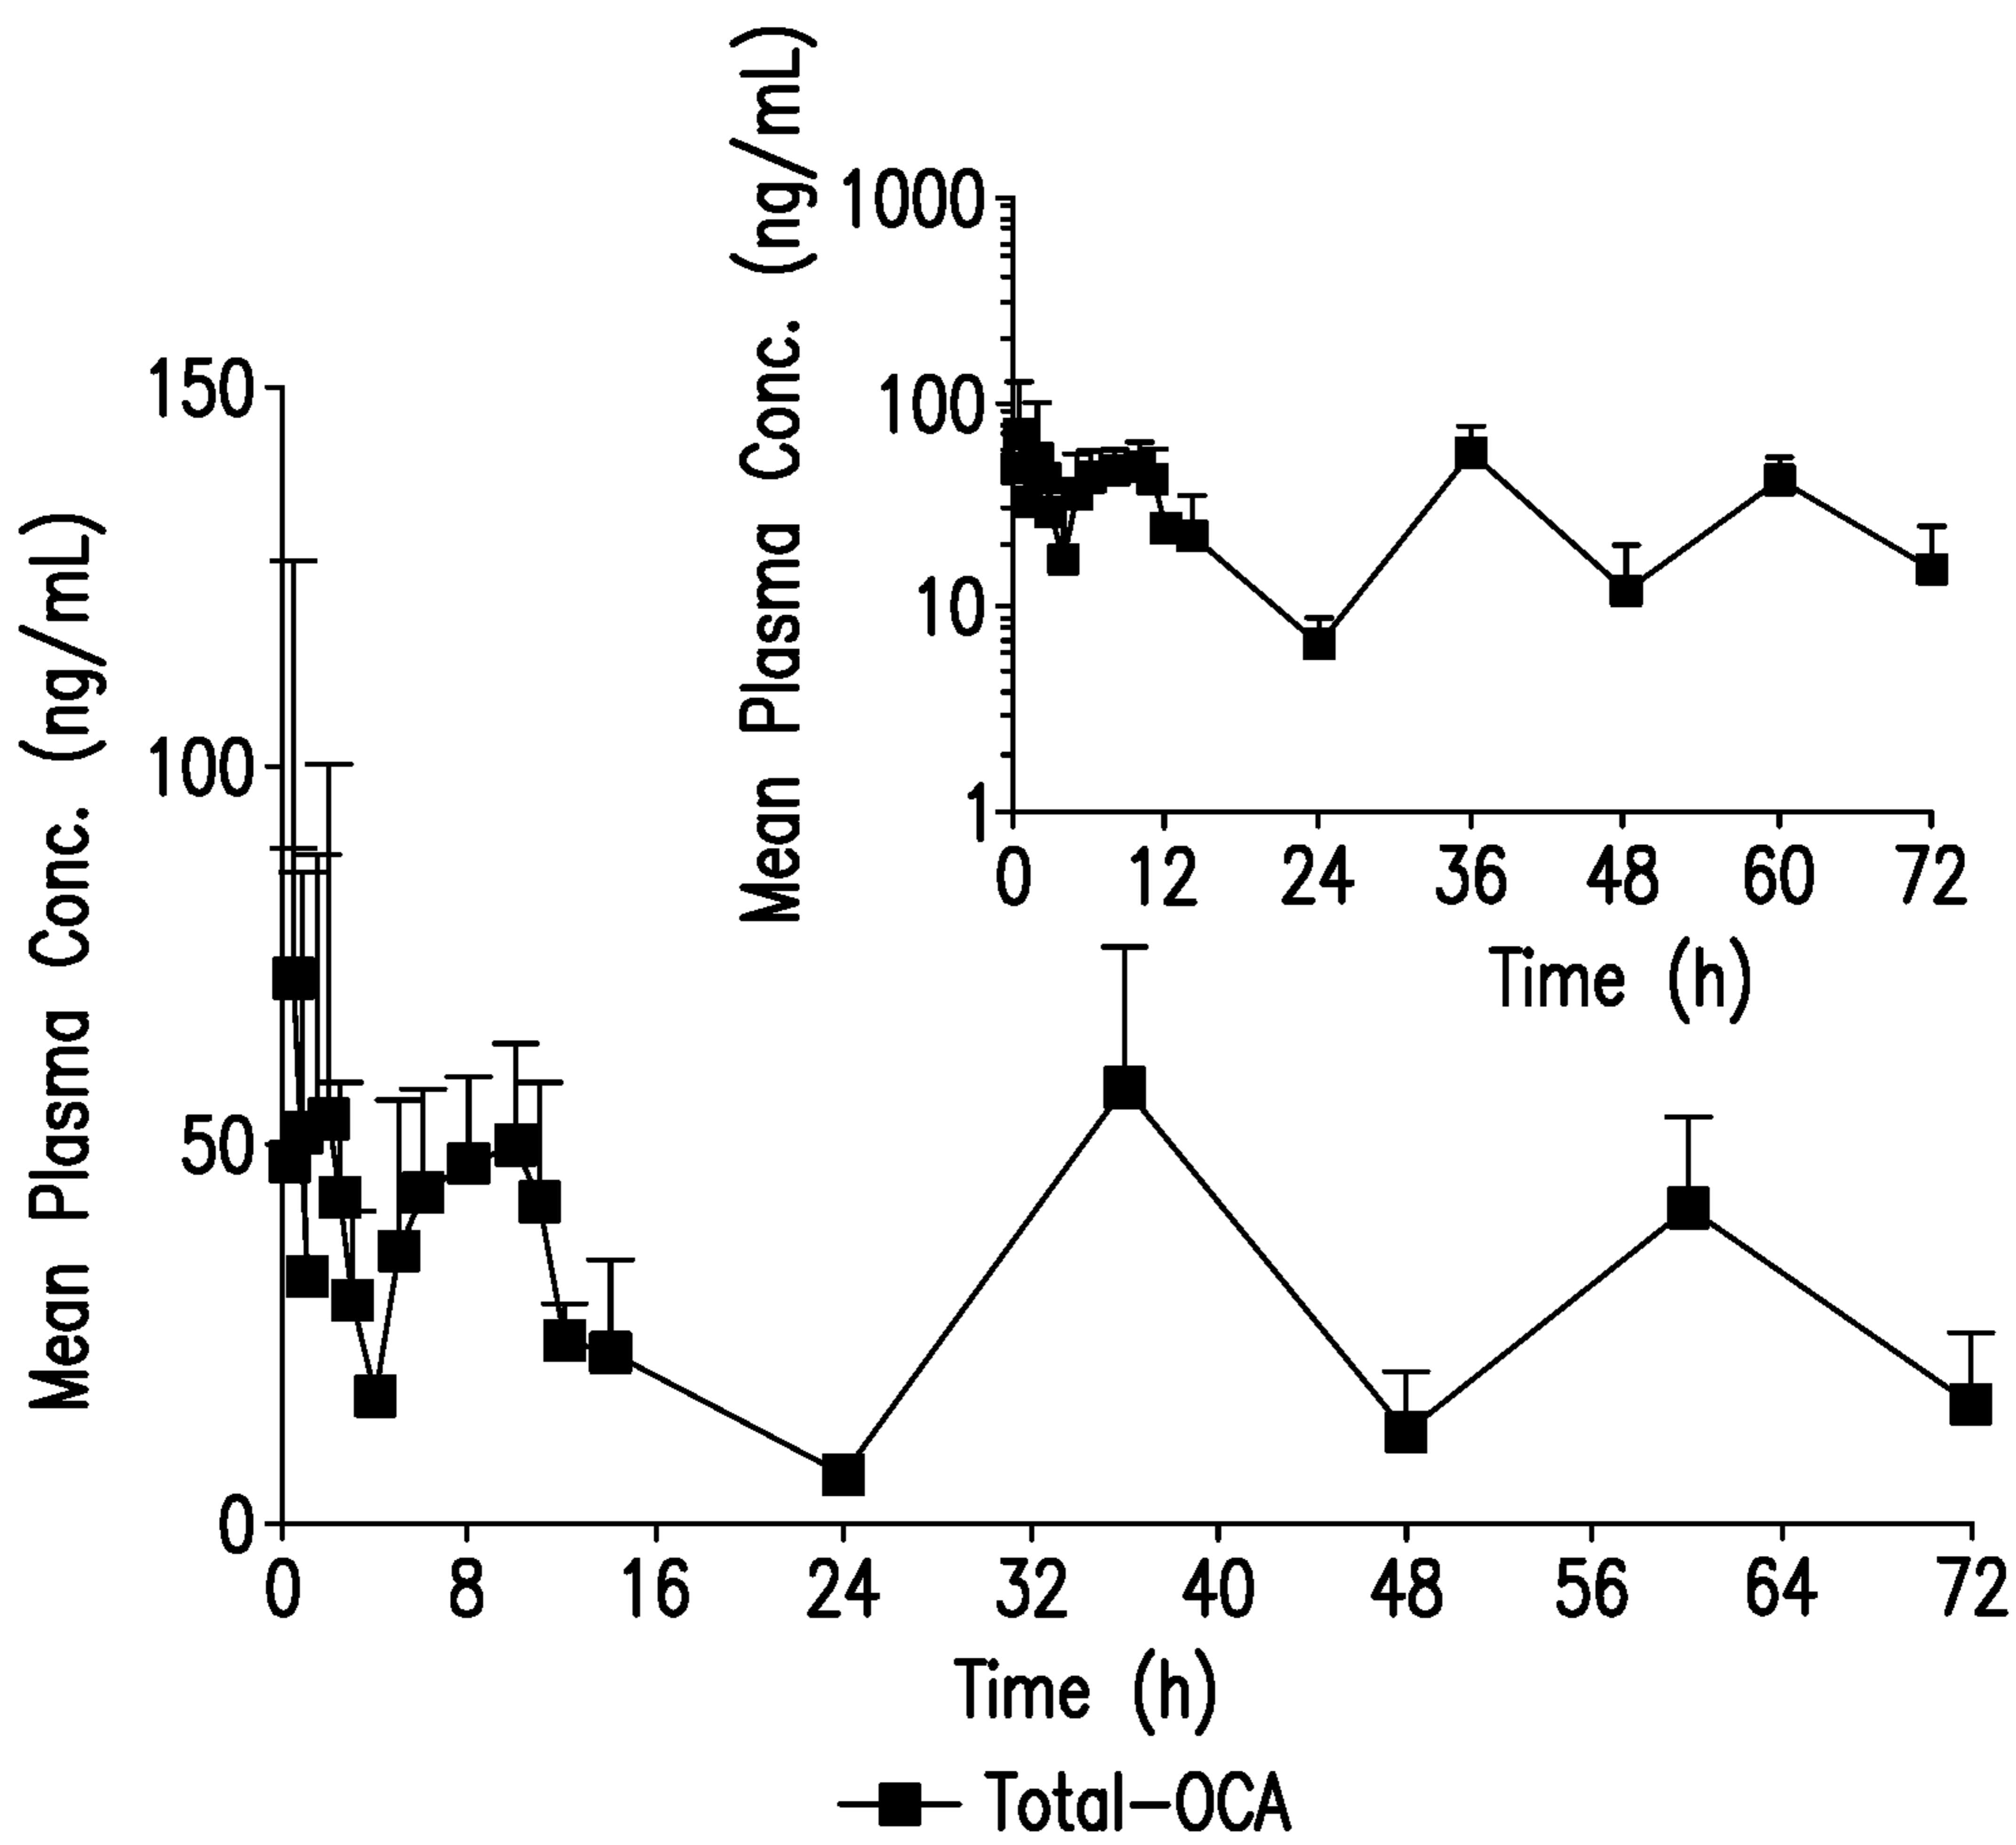 Mean Plasma Conc. (ng/mL)
1000
100
10
1
0 12 24 36 48 60 72
Time (h)
Mean Plasma Conc. (ng/mL)
150
100
50
0
0 8 16 24 32 40 48 56 64 72
Time (h)
Total-OCA